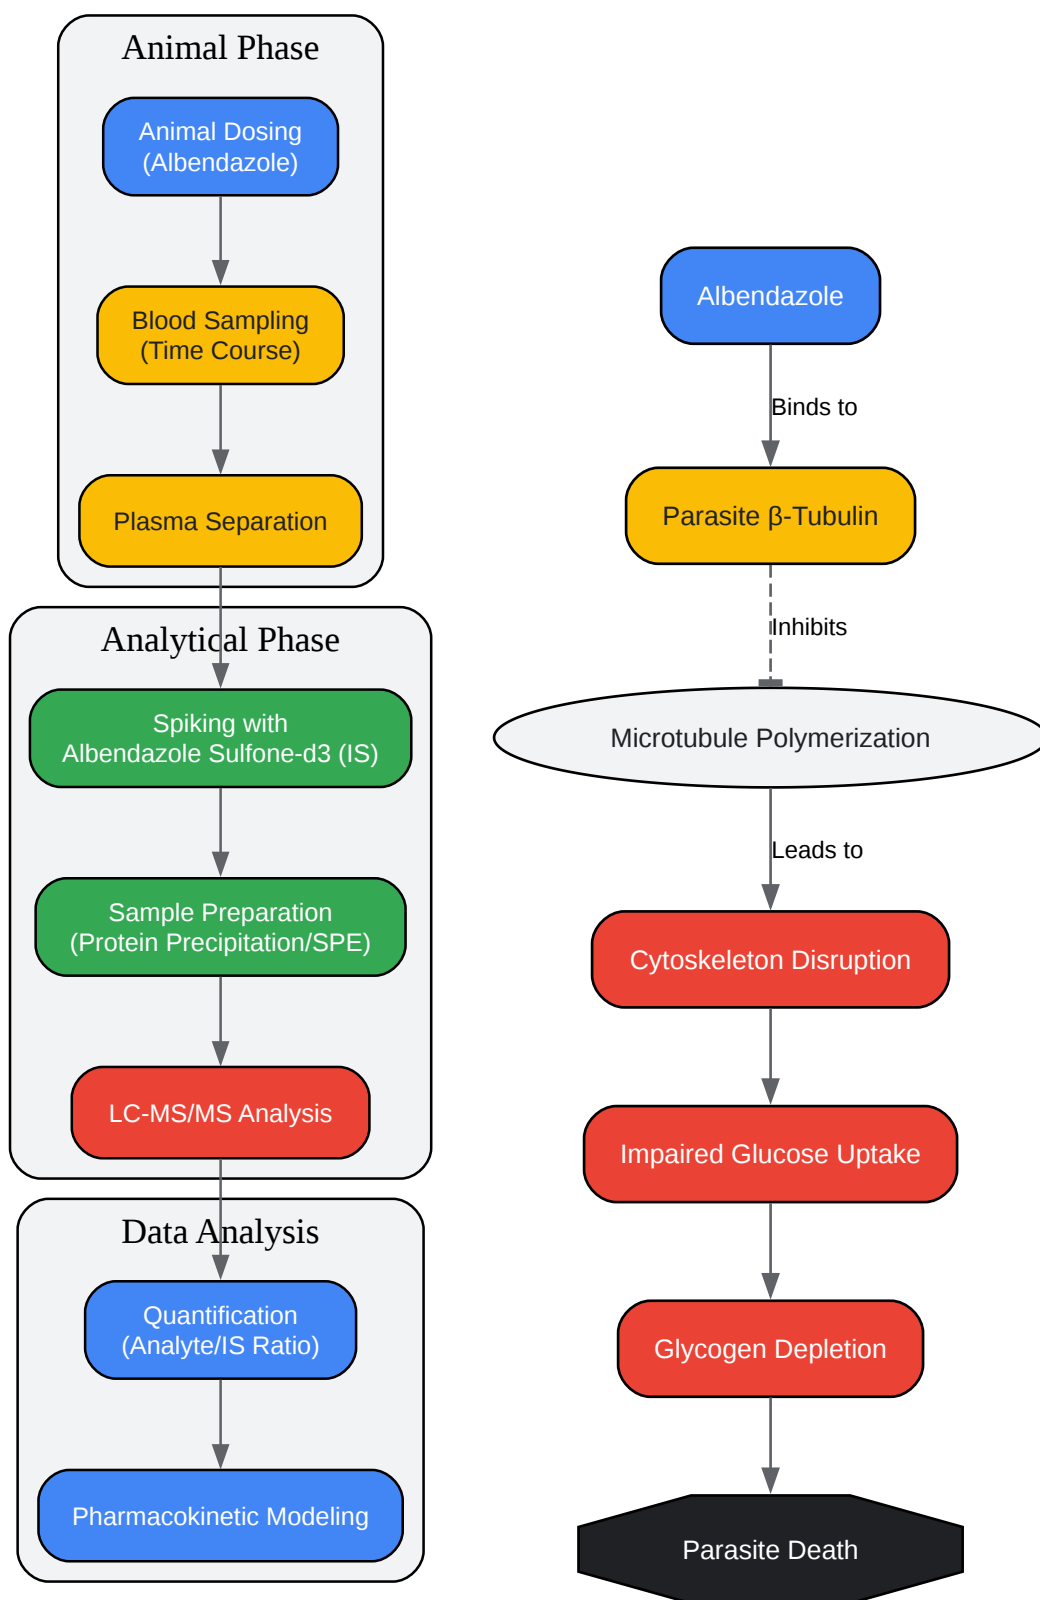 Animal Phase
Animal Dosing
(Albendazole)
Blood Sampling
(Time Course)
Plasma Separation
Analytical Phase
Spiking with
Albendazole Sulfone-d3 (IS)
Sample Preparation
(Protein Precipitation/SPE)
LC-MS/MS Analysis
Data Analysis
Quantification
(Analyte/IS Ratio)
Pharmacokinetic Modeling
Albendazole
Binds to
Parasite β-Tubulin
Inhibits
Microtubule Polymerization
Leads to
Cytoskeleton Disruption
Impaired Glucose Uptake
Glycogen Depletion
Parasite Death